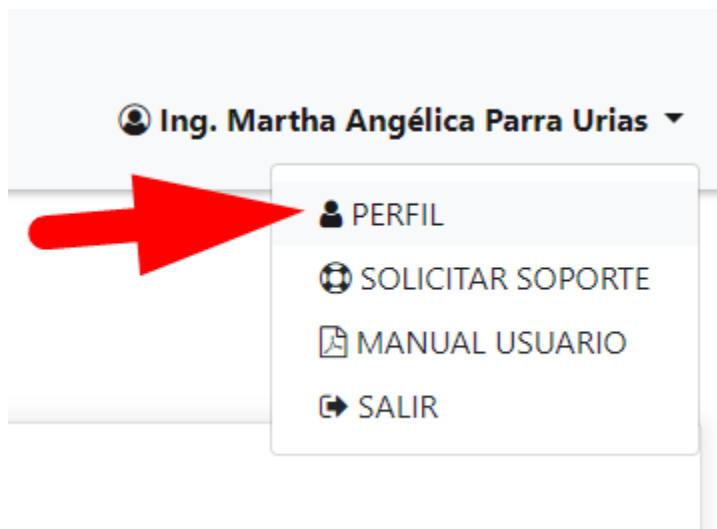 Ing. Martha Angélica Parra Urias
PERFIL
SOLICITAR SOPORTE
MANUAL USUARIO
SALIR